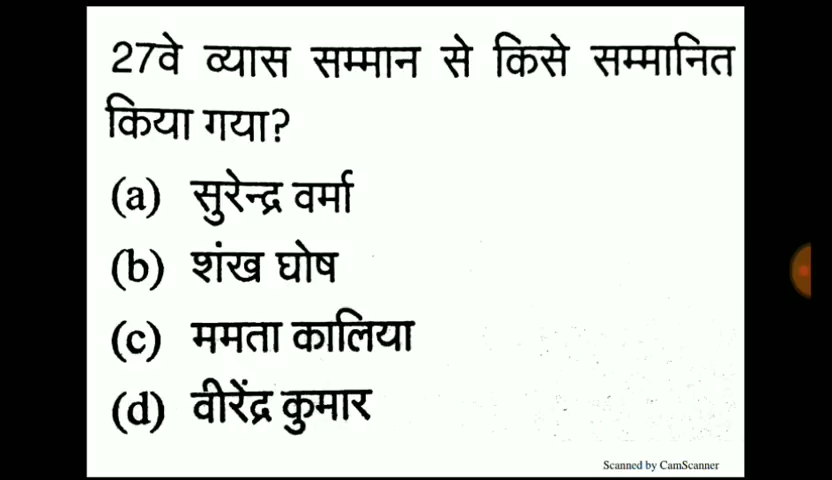 27वे व्यास सम्मान से किसे सम्मानित
किया गया?
(a) सुरेन्द्र वर्मा
(b) शंख घोष
(c) ममता कालिया
(d) वीरेंद्र कुमार
Scanned by CamScanner